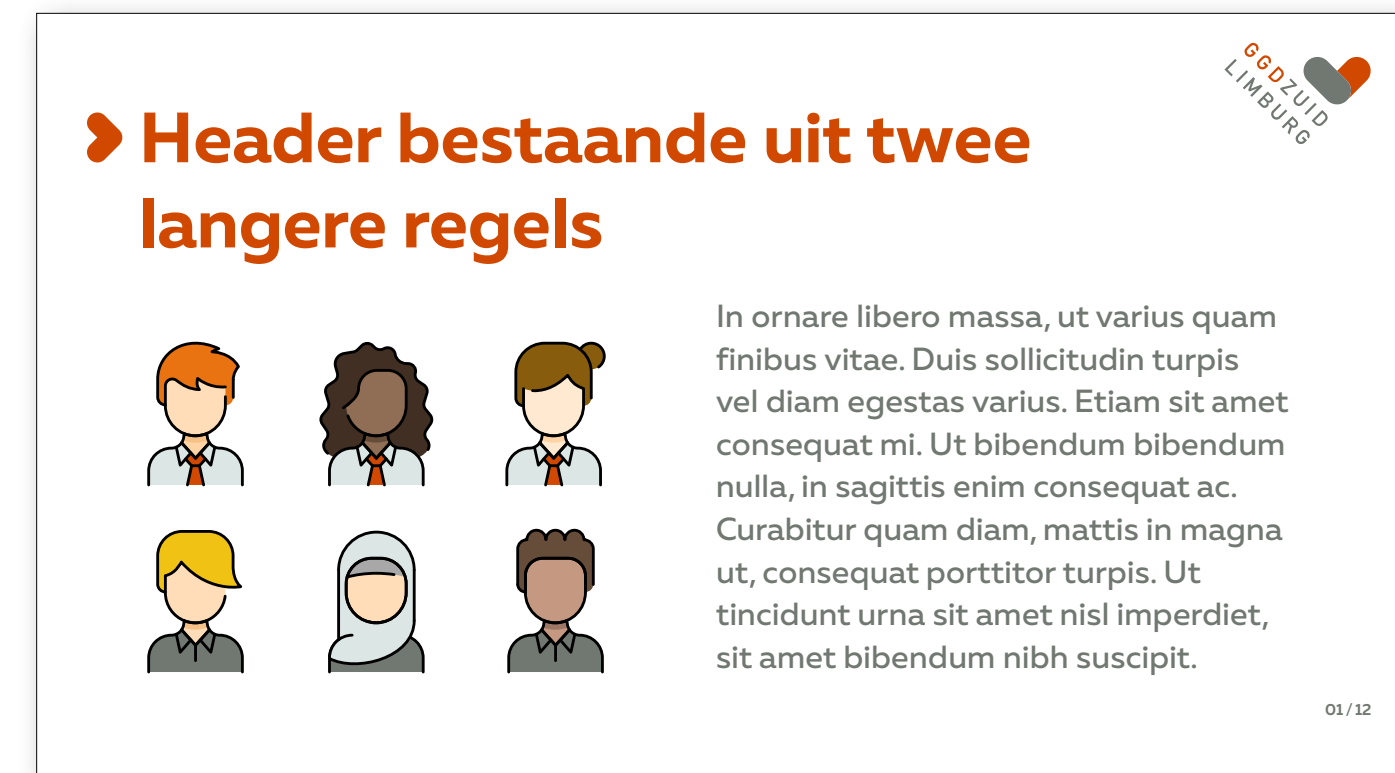 GGDZUID
LIMBURG
Header bestaande uit twee
langere regels
In ornare libero massa, ut varius quam
finibus vitae. Duis sollicitudin turpis
vel diam egestas varius. Etiam sit amet
consequat mi. Ut bibendum bibendum
nulla, in sagittis enim consequat ac.
Curabitur quam diam, mattis in magna
ut, consequat porttitor turpis. Ut
tincidunt urna sit amet nisl imperdiet,
sit amet bibendum nibh suscipit.
01/12